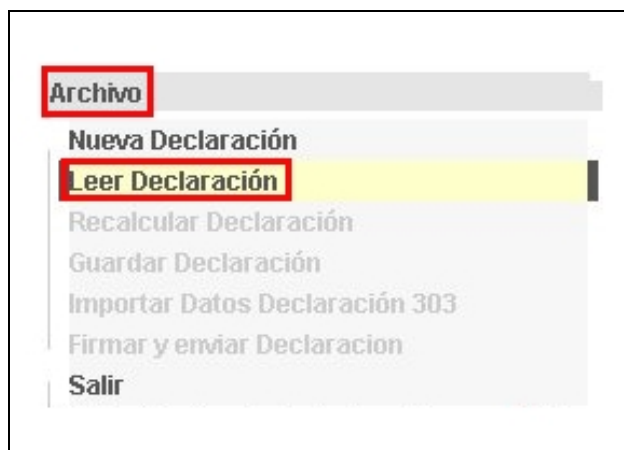 Archivo
Nueva Declaración
Leer Declaración
Recalcular Declaración
Guardar Declaración
Importar Datos Declaración 303
Firmar y enviar Declaracion
Salir